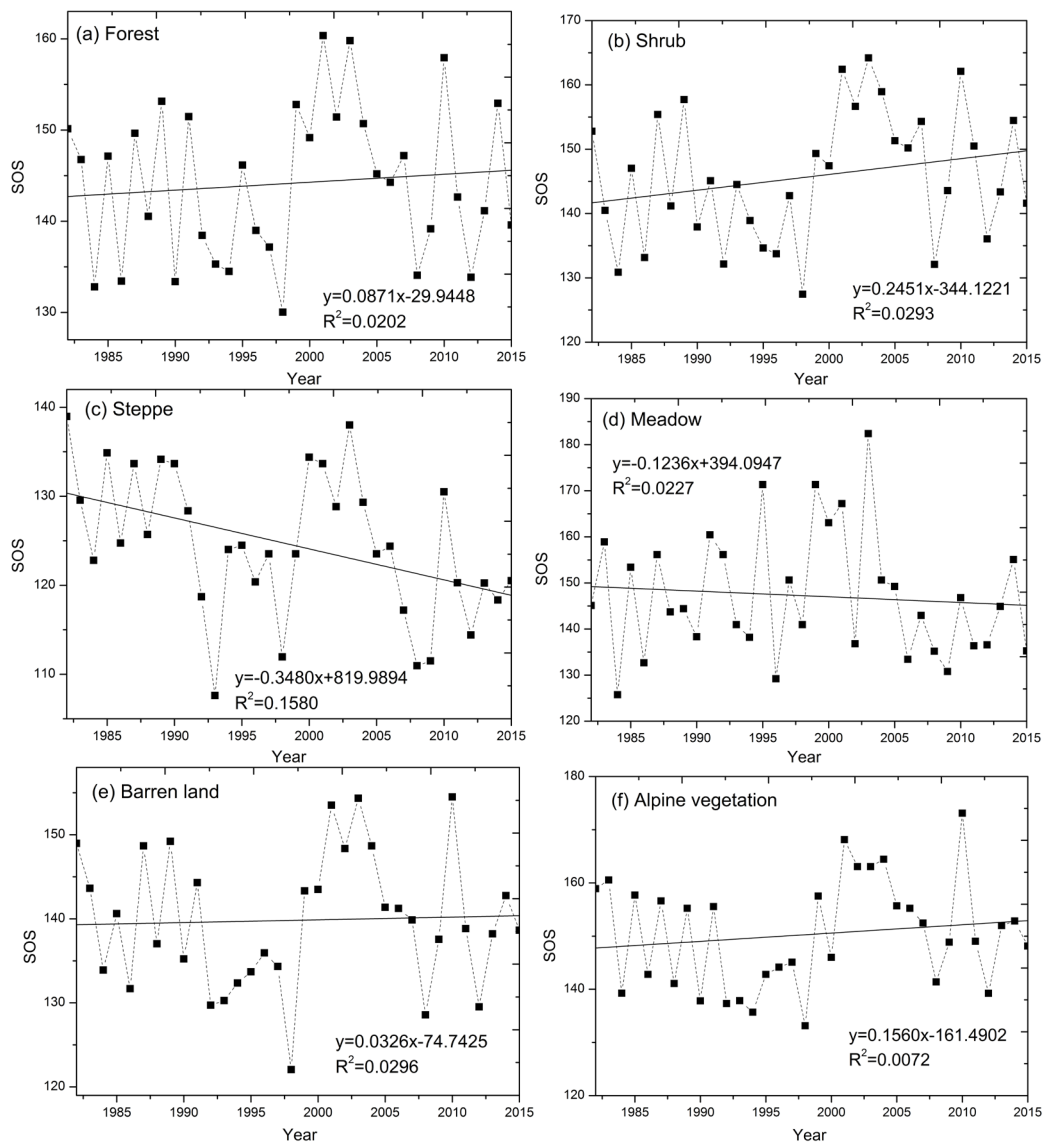 (a) Forest
160
150
140
130
SOS
y=0.0871x-29.9448
R²=0.0202
1985 1990 1995 2000 2005 2010 2015
Year
(b) Shrub
170
160
150
140
130
120
SOS
y=0.2451x-344.1221
R²=0.0293
1985 1990 1995 2000 2005 2010 2015
Year
(c) Steppe
140
130
120
110
SOS
y=-0.3480x+819.9894
R²=0.1580
1985 1990 1995 2000 2005 2010 2015
Year
(d) Meadow
190
180
170
160
150
140
130
120
SOS
y=-0.1236x+394.0947
R²=0.0227
1985 1990 1995 2000 2005 2010 2015
Year
(e) Barren land
150
140
130
120
SOS
y=0.0326x-74.7425
R²=0.0296
1985 1990 1995 2000 2005 2010 2015
Year
(f) Alpine vegetation
180
160
140
120
SOS
y=0.1560x-161.4902
R²=0.0072
1985 1990 1995 2000 2005 2010 2015
Year